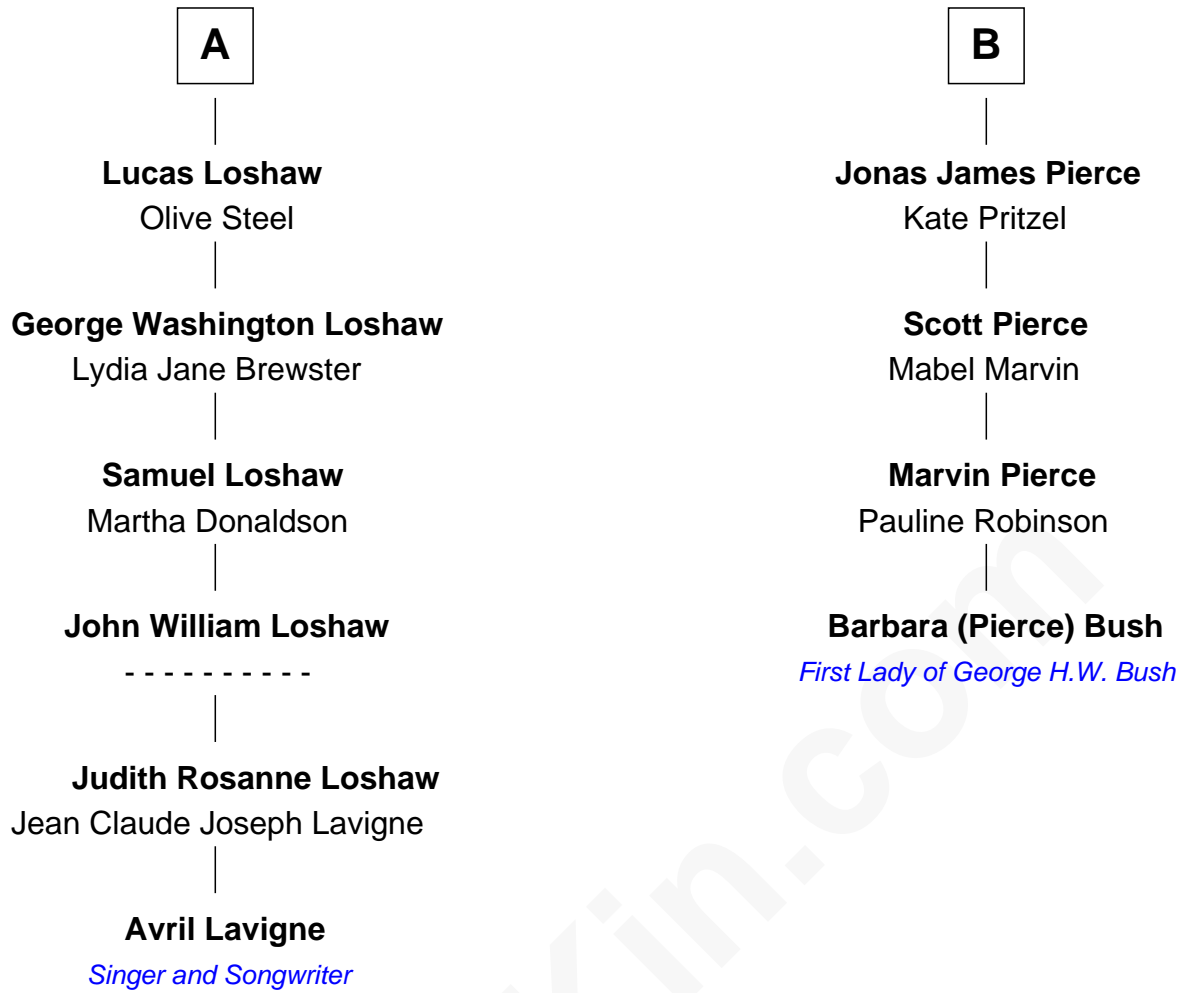 A
Lucas Loshaw
Olive Steel
George Washington Loshaw
Lydia Jane Brewster
Samuel Loshaw
Martha Donaldson
John William Loshaw
- - - - - - - - - -
Judith Rosanne Loshaw
Jean Claude Joseph Lavigne
Avril Lavigne
Singer and Songwriter
B
Jonas James Pierce
Kate Pritzel
Scott Pierce
Mabel Marvin
Marvin Pierce
Pauline Robinson
Barbara (Pierce) Bush
First Lady of George H.W. Bush